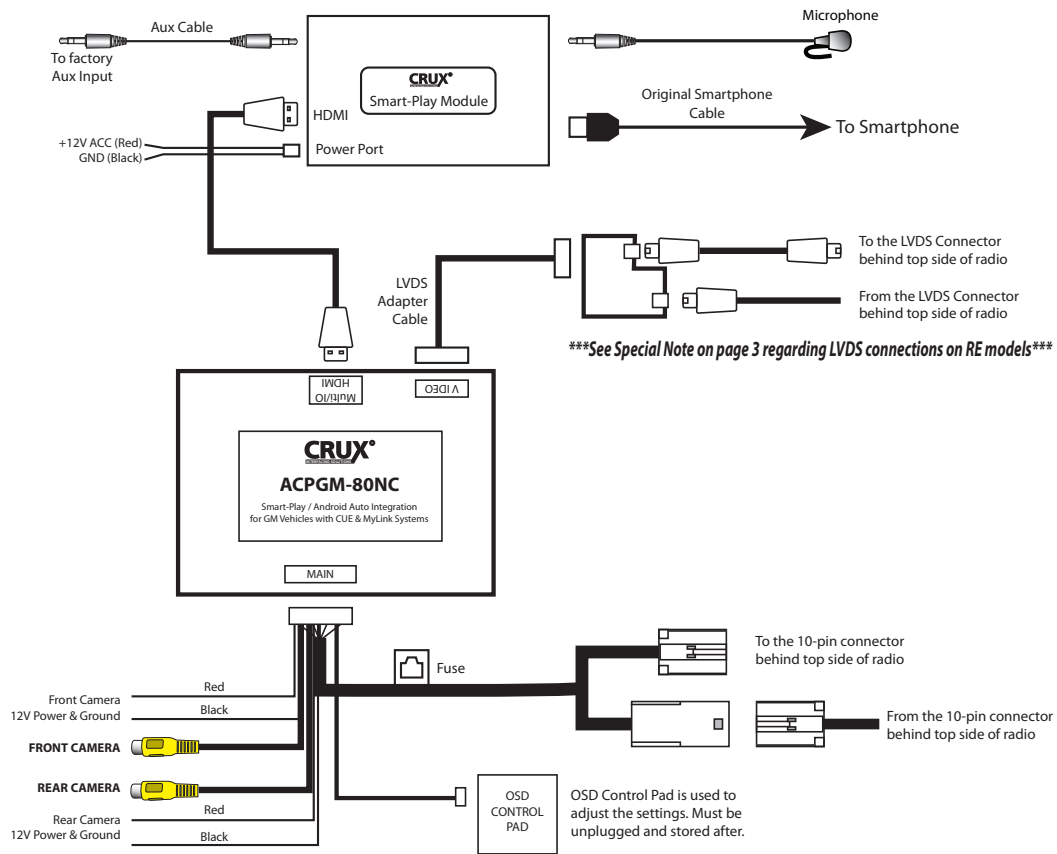 Aux Cable
To factory
Aux Input
CRUX
Smart-Play Module
HDMI
Power Port
+12V ACC (Red)
GND (Black)
Microphone
Original Smartphone
Cable
To Smartphone
LVDS
Adapter
Cable
To the LVDS Connector
behind top side of radio
From the LVDS Connector
behind top side of radio
***See Special Note on page 3 regarding LVDS connections on RE models***
Multi/IO
HDMI
VIDEO
CRUX
ACPGM-80NC
Smart-Play / Android Auto Integration
for GM Vehicles with CUE & MyLink Systems
MAIN
Fuse
To the 10-pin connector
behind top side of radio
From the 10-pin connector
behind top side of radio
Front Camera
12V Power & Ground
Red
Black
FRONT CAMERA
REAR CAMERA
Rear Camera
12V Power & Ground
Red
Black
OSD
CONTROL
PAD
OSD Control Pad is used to
adjust the settings. Must be
unplugged and stored after.